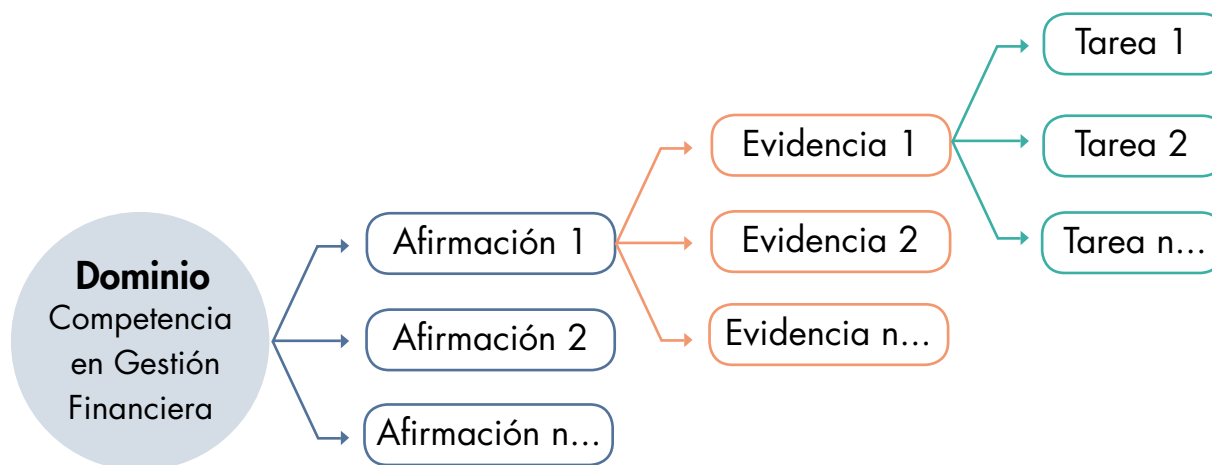 Dominio
Competencia
en Gestión
Financiera
Afirmación 1
Afirmación 2
Afirmación n...
Evidencia 1
Evidencia 2
Evidencia n...
Tarea 1
Tarea 2
Tarea n...